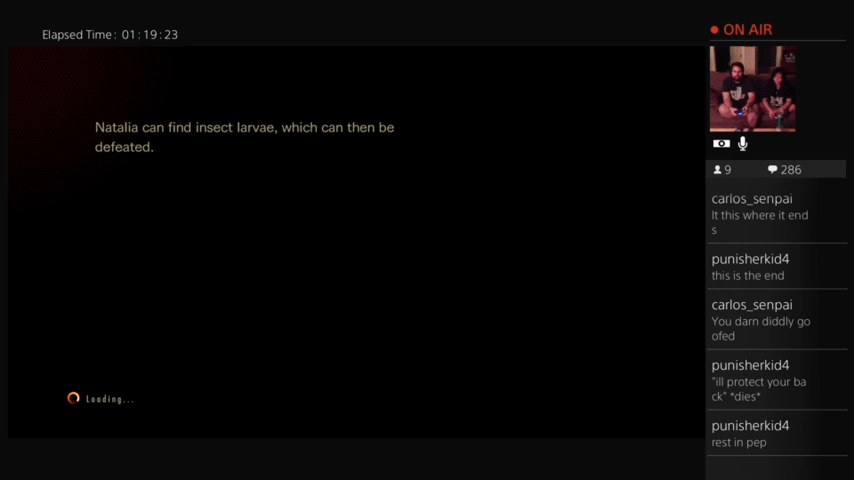 Elapsed Time: 01:19:23
ON AIR
Natalia can find insect larvae, which can then be
defeated.
Loading...
9
286
carlos_senpai
It this where it end
s
punisherkid4
this is the end
carlos_senpai
You darn diddly go
ofed
punisherkid4
"ill protect your ba
ck" *dies*
punisherkid4
rest in pep